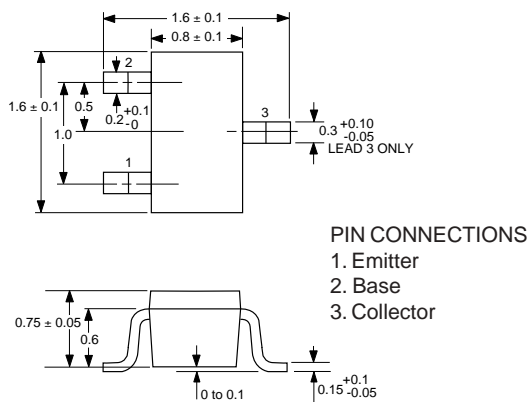 1.6 ± 0.1
0.8 ± 0.1
2
1.6 ± 0.1
0.5
1.0
0.2 +0.1 -0
3
0.3 +0.10 -0.05
LEAD 3 ONLY
1
PIN CONNECTIONS
1. Emitter
2. Base
3. Collector
0.75 ± 0.05
0.6
0 to 0.1
0.15 +0.1 -0.05